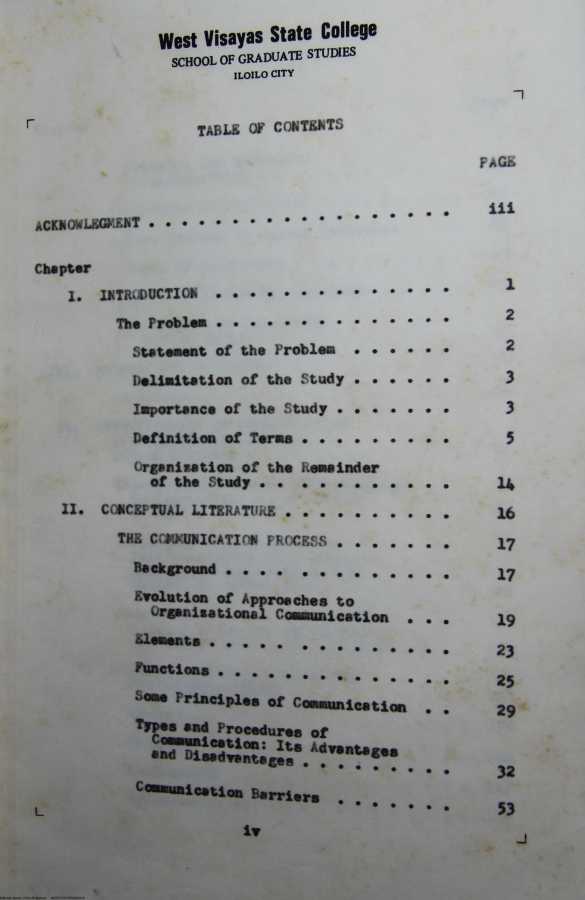 West Visayas State College
SCHOOL OF GRADUATE STUDIES
ILOILO CITY
TABLE OF CONTENTS
PAGE
ACKNOWLEGMENT . . . . . . . . . . . . . . . . . . iii
Chapter
I. INTRODUCTION . . . . . . . . . . . . . . 1
The Problem . . . . . . . . . . . . . . 2
Statement of the Problem . . . . . . 2
Delimitation of the Study . . . . . . 3
Importance of the Study . . . . . . . 3
Definition of Terms . . . . . . . . . 5
Organization of the Remainder
of the Study . . . . . . . . . . . 14
II. CONCEPTUAL LITERATURE . . . . . . . . . . 16
THE COMMUNICATION PROCESS . . . . . . . 17
Background . . . . . . . . . . . . . 17
Evolution of Approaches to
Organizational Communication . . . 19
Elements . . . . . . . . . . . . . . 23
Functions . . . . . . . . . . . . . . 25
Some Principles of Communication . . 29
Types and Procedures of
Communication: Its Advantages
and Disadventages . . . . . . . . . 32
Communication Barriers . . . . . . . 53
iv